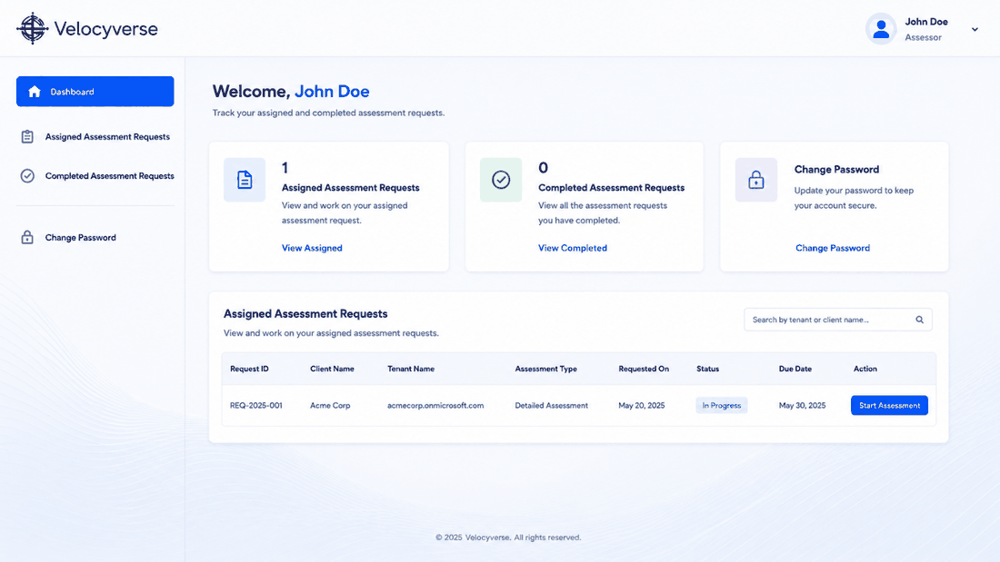 Velocyverse
John Doe
Assessor
Dashboard
Assigned Assessment Requests
Completed Assessment Requests
Change Password
Welcome, John Doe
Track your assigned and completed assessment requests.
1
Assigned Assessment Requests
View and work on your assigned
assessment request.
View Assigned
0
Completed Assessment Requests
View all the assessment requests
you have completed.
View Completed
Change Password
Update your password to keep
your account secure.
Change Password
Assigned Assessment Requests
View and work on your assigned assessment requests.
Search by tenant or client name...
Request ID Client Name Tenant Name Assessment Type Requested On Status Due Date Action
REQ-2025-001 Acme Corp acmecorp.onmicrosoft.com Detailed Assessment May 20, 2025 In Progress May 30, 2025 Start Assessment
© 2025 Velocyverse. All rights reserved.